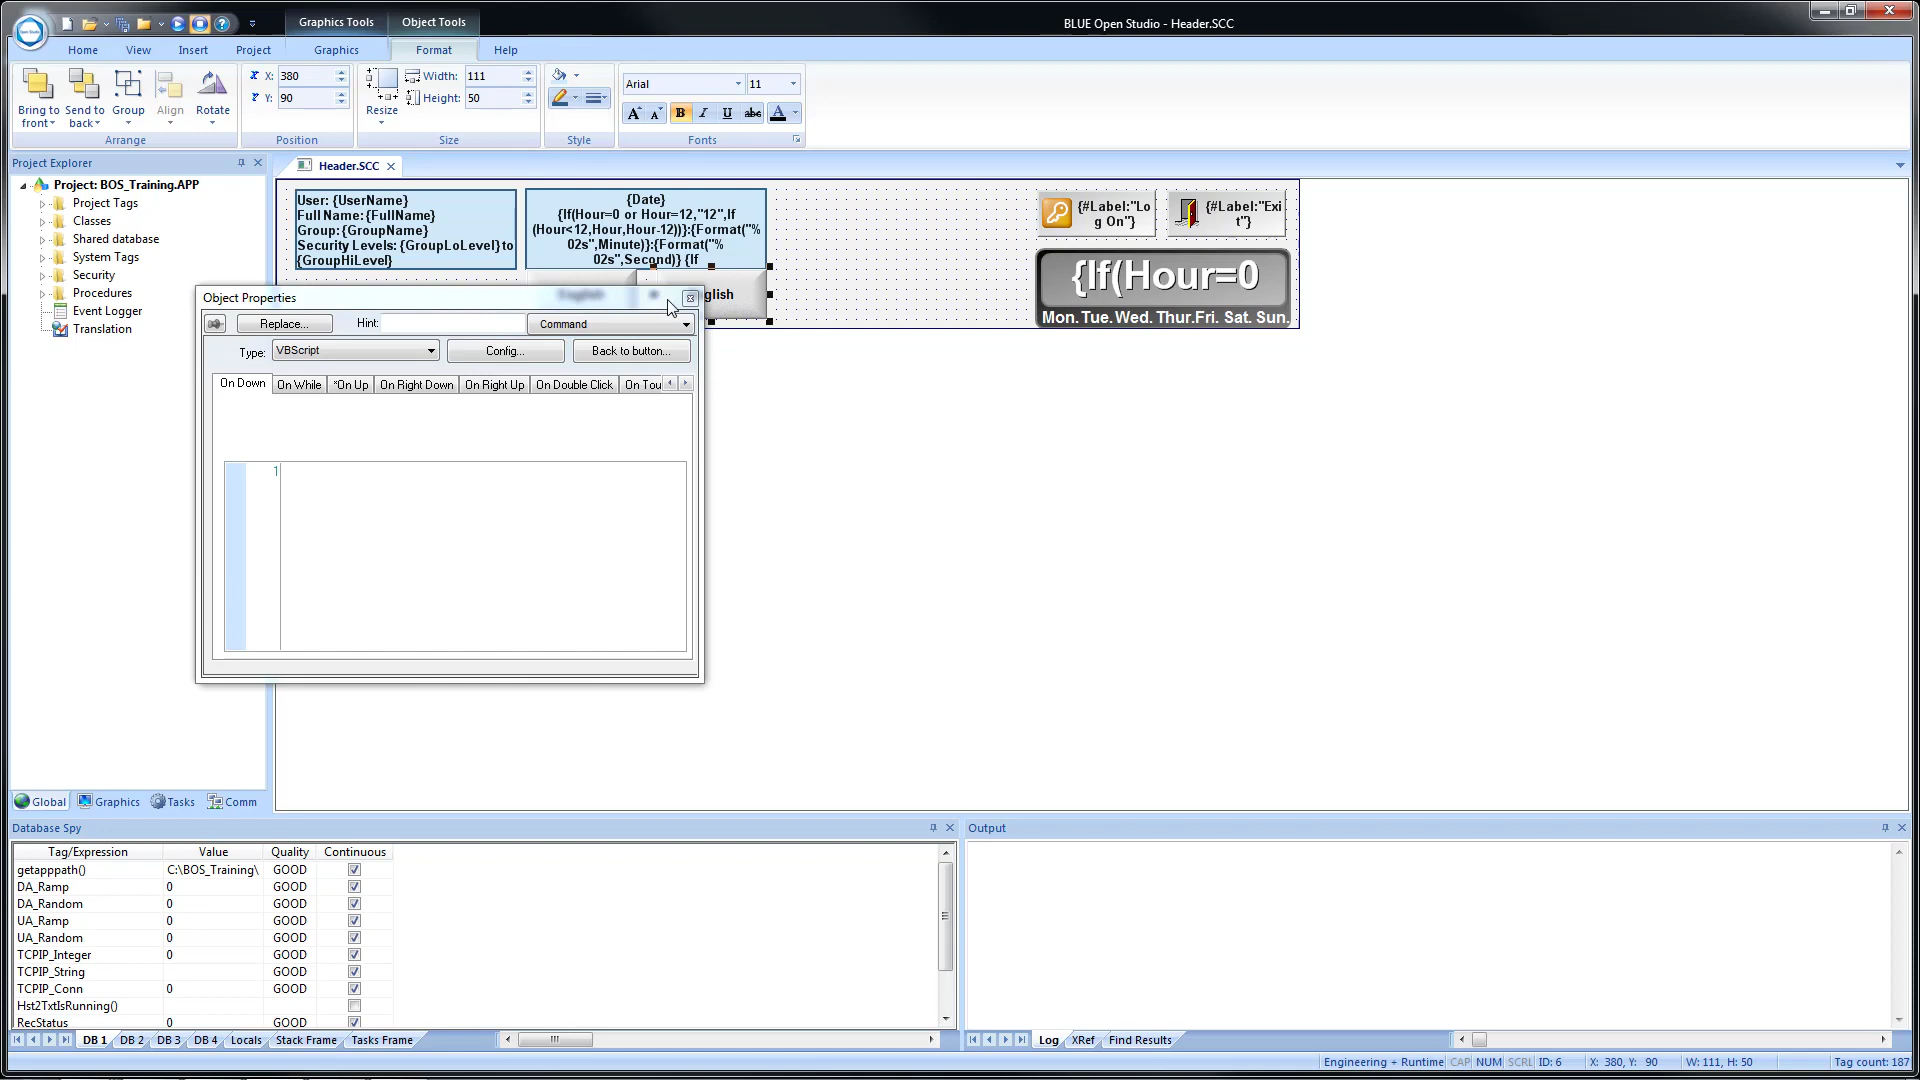 Graphics Tools
Object Tools
BLUE Open Studio - Header.SCC
Home
View
Insert
Project
Graphics
Format
Help
Bring to front
Send to back
Group
Align
Rotate
Arrange
X: 380
Y: 90
Position
Resize
Width: 111
Height: 50
Size
Style
Arial
11
B I U abc A
Fonts
Project Explorer
Project: BOS_Training.APP
Project Tags
Classes
Shared database
System Tags
Security
Procedures
Event Logger
Translation
Global
Graphics
Tasks
Comm
Header.SCC
User: {UserName}
Full Name: {FullName}
Group: {GroupName}
Security Levels: {GroupLoLevel} to
{GroupHiLevel}
{Date}
{If(Hour=0 or Hour=12,"12",If
(Hour<12,Hour,Hour-12))}:{Format("%
02s",Minute)}:{Format("%
02s",Second)} {If
glish
{#Label:"Lo
g On"}
{#Label:"Exi
t"}
{If(Hour=0
Mon. Tue. Wed. Thur. Fri. Sat. Sun.
Object Properties
English
Replace...
Hint:
Command
Type:
VBScript
Config...
Back to button...
On Down
On While
*On Up
On Right Down
On Right Up
On Double Click
On Tou
1
Database Spy
Tag/Expression Value Quality Continuous
getapppath() C:\BOS_Training\ GOOD
DA_Ramp 0 GOOD
DA_Random 0 GOOD
UA_Ramp 0 GOOD
UA_Random 0 GOOD
TCPIP_Integer 0 GOOD
TCPIP_String GOOD
TCPIP_Conn 0 GOOD
Hst2TxtIsRunning() GOOD
RecStatus 0 GOOD
DB 1
DB 2
DB 3
DB 4
Locals
Stack Frame
Tasks Frame
Output
Log
XRef
Find Results
Engineering + Runtime CAP NUM SCRL ID: 6 X: 380, Y: 90 W: 111, H: 50 Tag count: 187